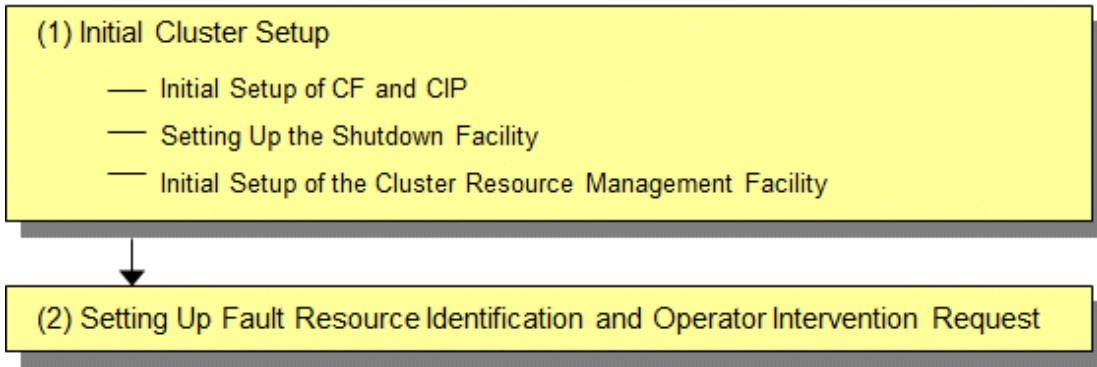 (1) Initial Cluster Setup
Initial Setup of CF and CIP
Setting Up the Shutdown Facility
Initial Setup of the Cluster Resource Management Facility
(2) Setting Up Fault Resource Identification and Operator Intervention Request